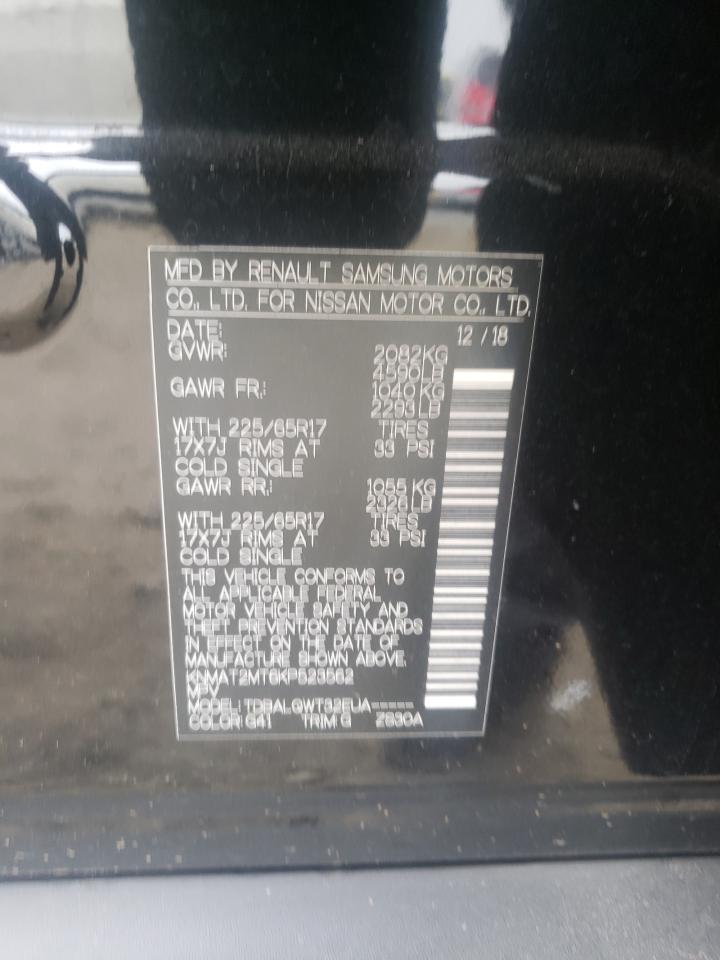 MFD BY RENAULT SAMSUNG MOTORS
CO., LTD. FOR NISSAN MOTOR CO., LTD.
DATE: 12 / 18
GVWR: 2082KG
4590LB
GAWR FR: 1040 KG
2293LB
WITH 225/65R17 TIRES
17X7J RIMS AT 33 PSI
COLD SINGLE
GAWR RR: 1055 KG
2326LB
WITH 225/65R17 TIRES
17X7J RIMS AT 33 PSI
COLD SINGLE
THIS VEHICLE CONFORMS TO
ALL APPLICABLE FEDERAL
MOTOR VEHICLE SAFETY AND
THEFT PREVENTION STANDARDS
IN EFFECT ON THE DATE OF
MANUFACTURE SHOWN ABOVE.
KNMAT2MT6KP523562
MPV
MODEL: TDBALQWT32EUA-----
COLOR: G41 TRIM G Z930A